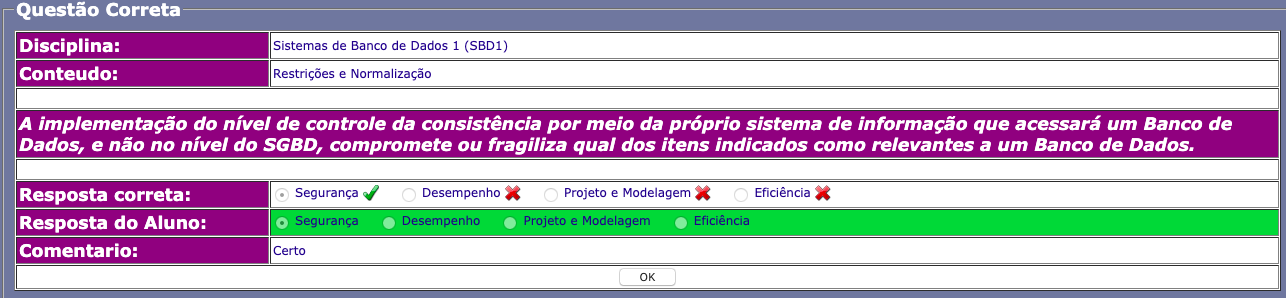 Questão Correta
Disciplina: Sistemas de Banco de Dados 1 (SBD1)
Conteudo: Restrições e Normalização
A implementação do nível de controle da consistência por meio da próprio sistema de informação que acessará um Banco de
Dados, e não no nível do SGBD, compromete ou fragiliza qual dos itens indicados como relevantes a um Banco de Dados.
Resposta correta: Segurança Desempenho Projeto e Modelagem Eficiência
Resposta do Aluno: Segurança Desempenho Projeto e Modelagem Eficiência
Comentario: Certo
OK